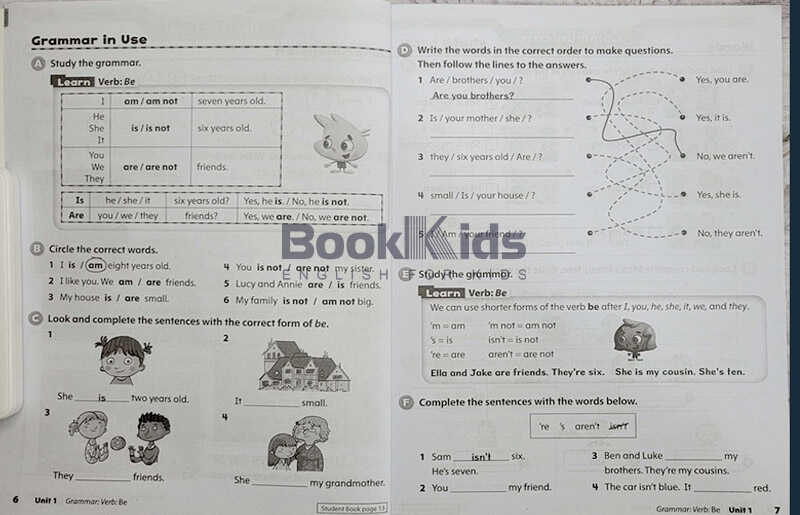 Grammar in Use
A Study the grammar.
Learn Verb: Be
I am / am not seven years old.
He
She is / is not six years old.
It
You
We are / are not friends.
They
Is he / she / it six years old? Yes, he is. / No, he is not.
Are you / we / they friends? Yes, we are. / No, we are not.
B Circle the correct words.
1 I is / am eight years old.
2 I like you. We am / are friends.
3 My house is / are small.
4 You is not / are not my sister.
5 Lucy and Annie are / is friends.
6 My family is not / am not big.
C Look and complete the sentences with the correct form of be.
1
She is two years old.
2
It ________ small.
3
They ________ friends.
4
She ________ my grandmother.
6 Unit 1 Grammar: Verb: Be
Student Book page 13
D Write the words in the correct order to make questions.
Then follow the lines to the answers.
1 Are / brothers / you / ?
Are you brothers?
Yes, you are.
2 Is / your mother / she / ?
Yes, it is.
3 they / six years old / Are / ?
No, we aren't.
4 small / Is / your house / ?
Yes, she is.
5 I / Am / your friend / ?
No, they aren't.
BookKids
ENGLISH FOR KIDS
E Study the grammar.
Learn Verb: Be
We can use shorter forms of the verb be after I, you, he, she, it, we, and they.
'm = am 'm not = am not
's = is isn't = is not
're = are aren't = are not
Ella and Jake are friends. They're six. She is my cousin. She's ten.
F Complete the sentences with the words below.
're 's aren't isn't
1 Sam isn't six.
He's seven.
2 You ________ my friend.
3 Ben and Luke ________ my
brothers. They're my cousins.
4 The car isn't blue. It ________ red.
Grammar: Verb: Be Unit 1 7